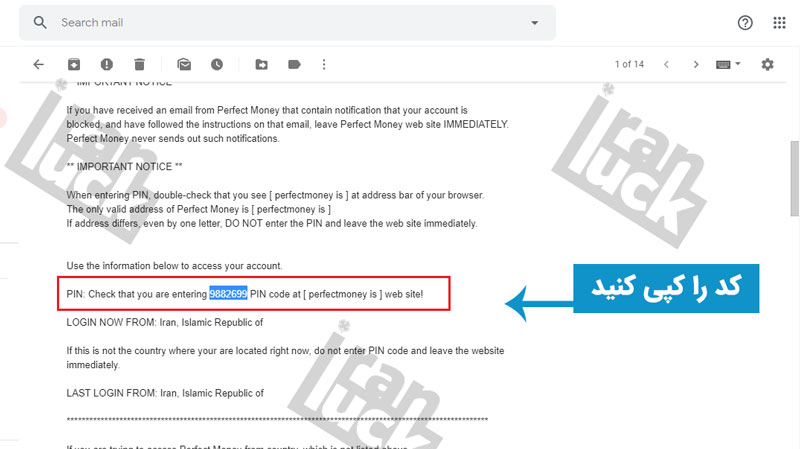 Search mail
1 of 14
** IMPORTANT NOTICE **
If you have received an email from Perfect Money that contain notification that your account is
blocked, and have followed the instructions on that email, leave Perfect Money web site IMMEDIATELY.
Perfect Money never sends out such notifications.
** IMPORTANT NOTICE **
When entering PIN, double-check that you see [ perfectmoney is ] at address bar of your browser.
The only valid address of Perfect Money is [ perfectmoney is ]
If address differs, even by one letter, DO NOT enter the PIN and leave the web site immediately.
Use the information below to access your account.
PIN: Check that you are entering 9882699 PIN code at [ perfectmoney is ] web site!
کد را کپی کنید
LOGIN NOW FROM: Iran, Islamic Republic of
If this is not the country where your are located right now, do not enter PIN code and leave the website
immediately.
LAST LOGIN FROM: Iran, Islamic Republic of
If you are trying to access Perfect Money from country, which is not listed above
Iran
Luck
Iran
Luck
Iran
Luck